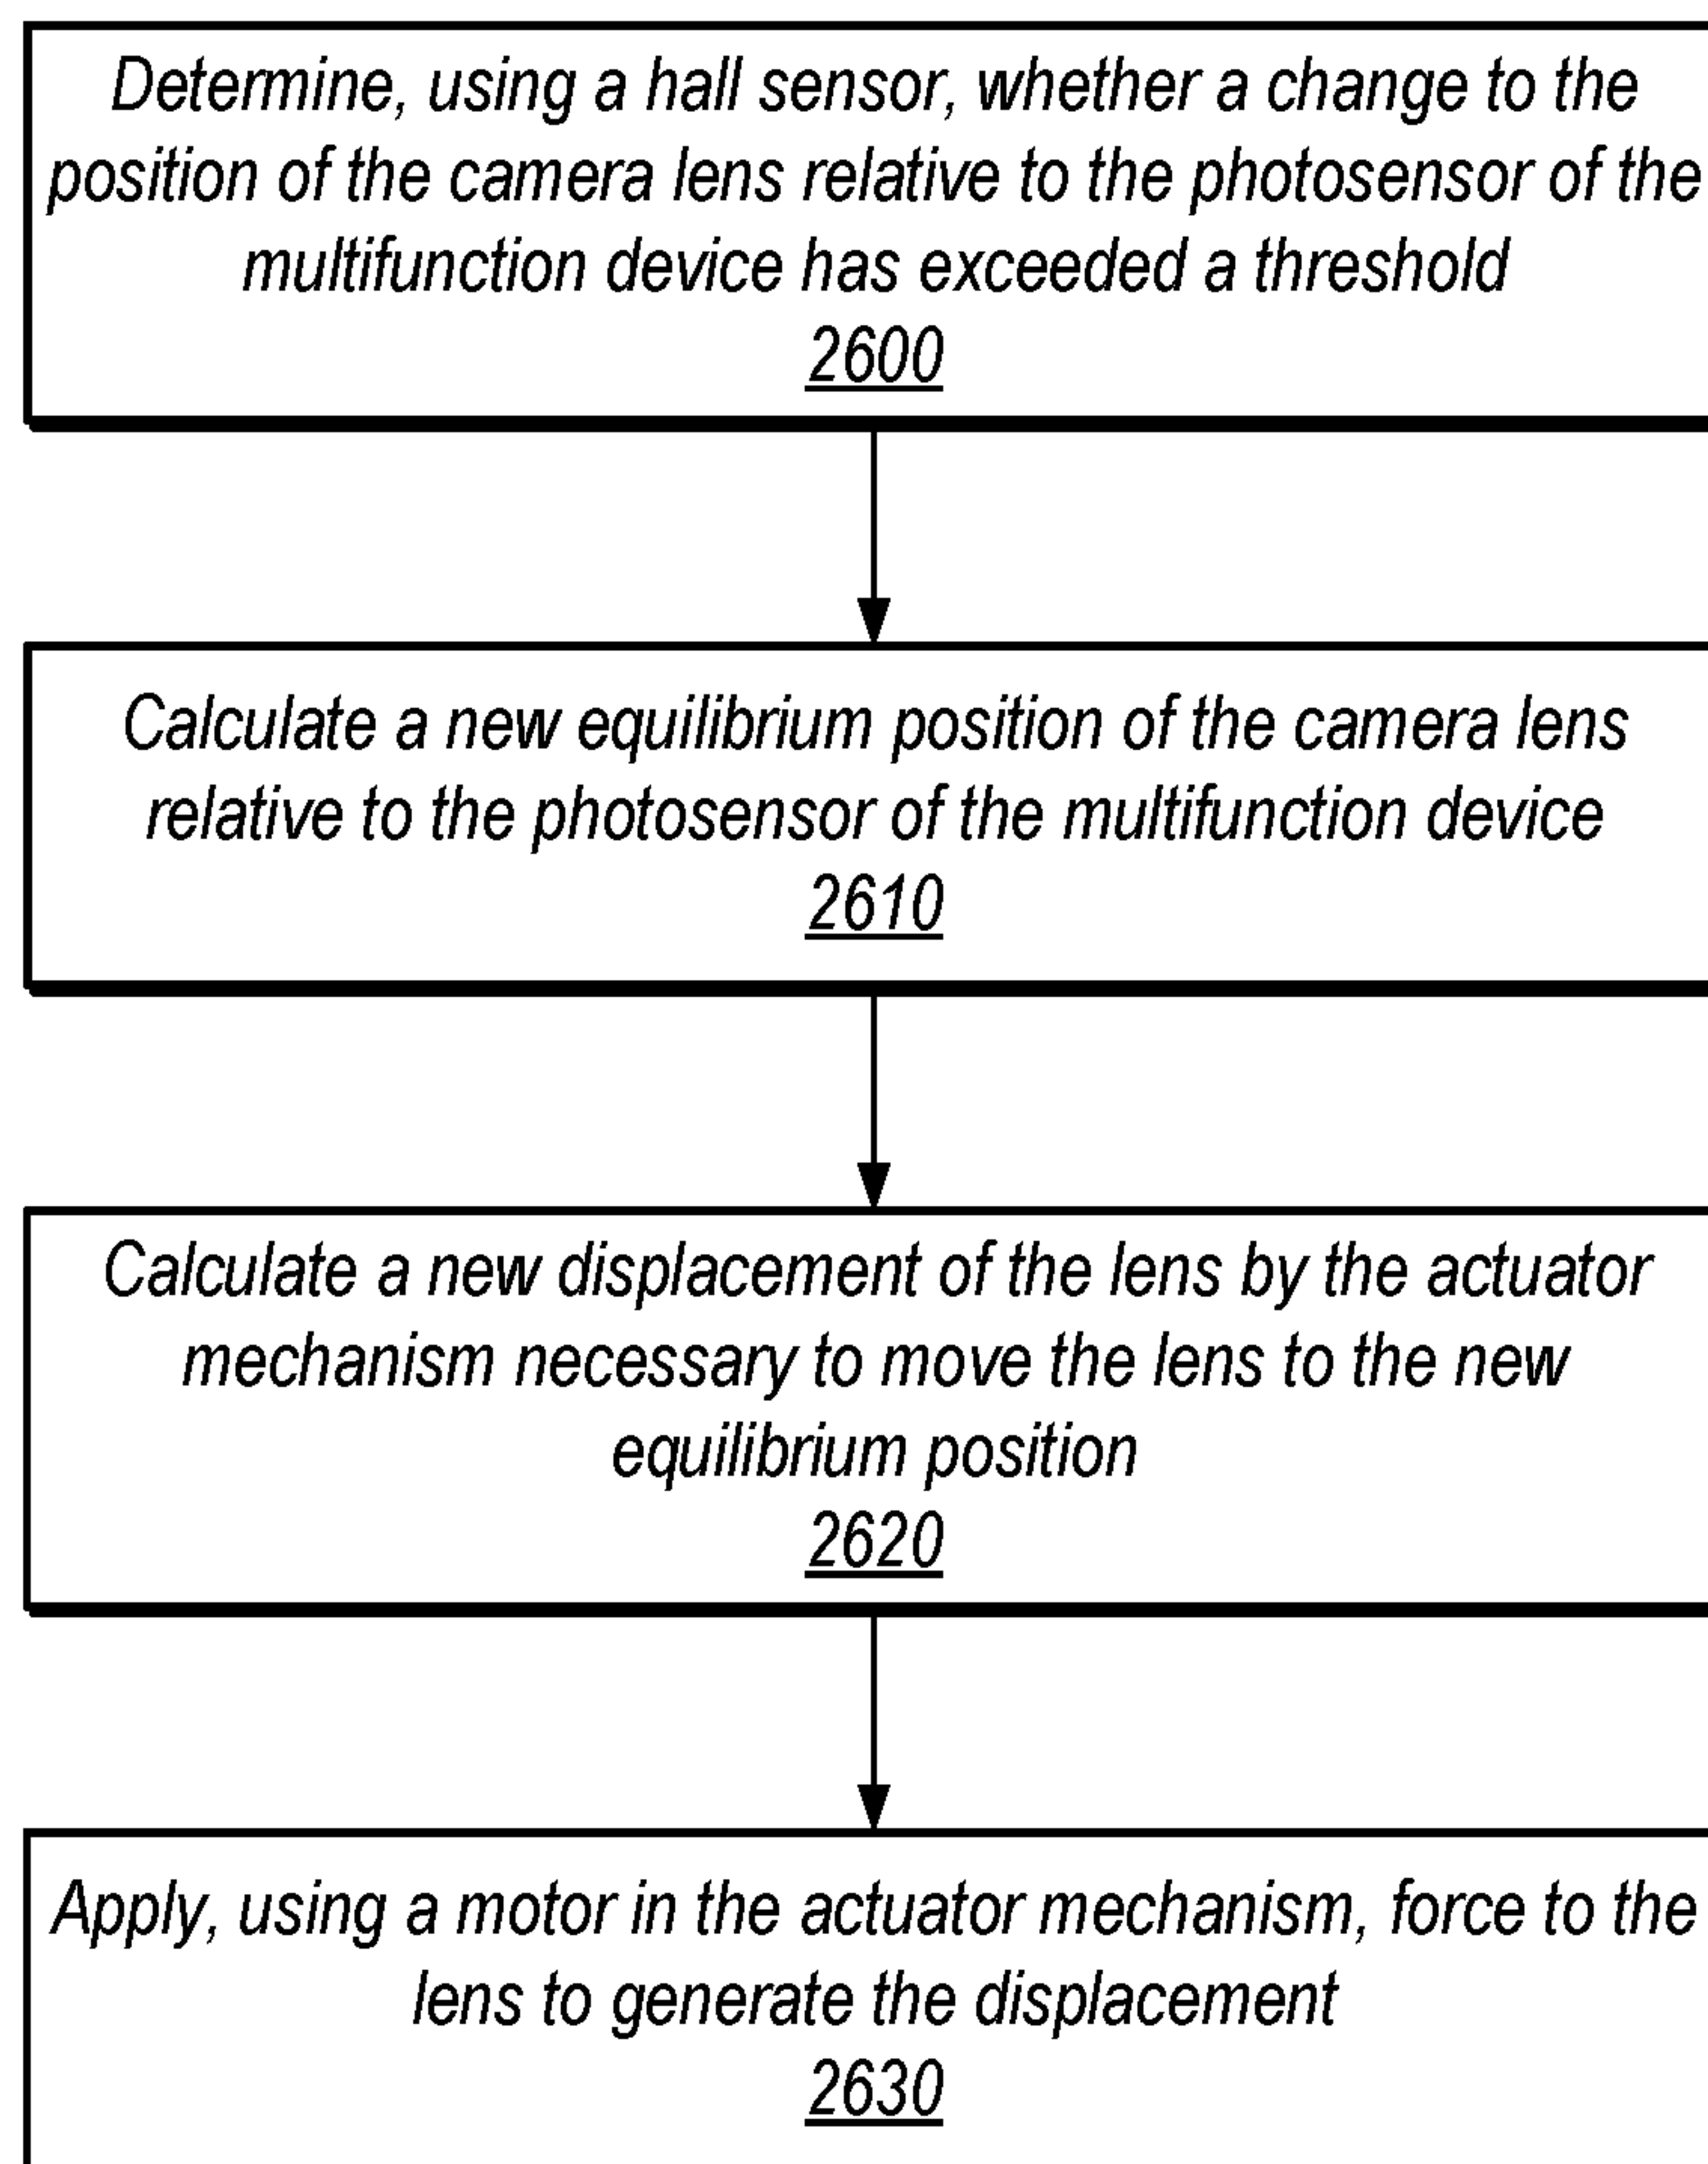 Determine, using a hall sensor, whether a change to the
position of the camera lens relative to the photosensor of the
multifunction device has exceeded a threshold
2600
Calculate a new equilibrium position of the camera lens
relative to the photosensor of the multifunction device
2610
Calculate a new displacement of the lens by the actuator
mechanism necessary to move the lens to the new
equilibrium position
2620
Apply, using a motor in the actuator mechanism, force to the
lens to generate the displacement
2630